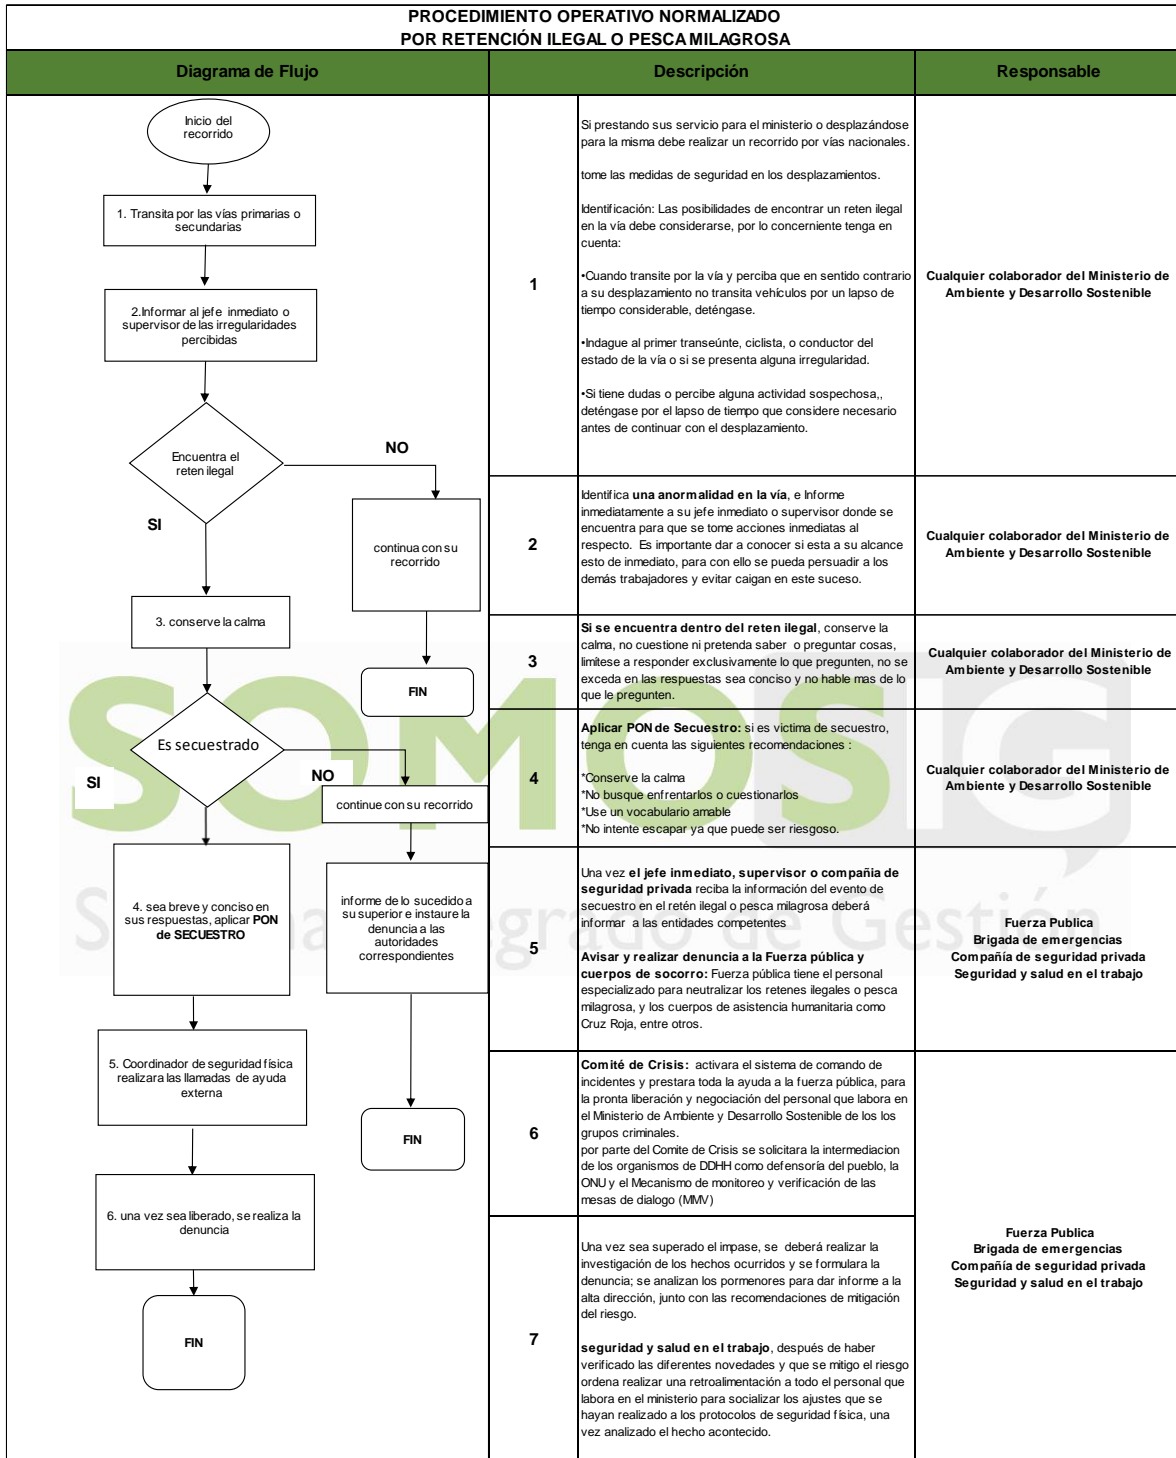 PROCEDIMIENTO OPERATIVO NORMALIZADO
POR RETENCIÓN ILEGAL O PESCA MILAGROSA
Diagrama de Flujo
Descripción
Responsable
Inicio del
recorrido
1. Transita por las vías primarias o
secundarias
2.Informar al jefe inmediato o
supervisor de las irregularidades
percibidas
Encuentra el
reten ilegal
NO
SI
continua con su
recorrido
3. conserve la calma
FIN
Es secuestrado
SI
NO
continue con su recorrido
4. sea breve y conciso en
sus respuestas, aplicar PON
de SECUESTRO
informe de lo sucedido a
su superior e instaure la
denuncia a las
autoridades
correspondientes
5. Coordinador de seguridad física
realizara las llamadas de ayuda
externa
FIN
6. una vez sea liberado, se realiza la
denuncia
FIN
1
Si prestando sus servicio para el ministerio o desplazándose
para la misma debe realizar un recorrido por vías nacionales.
tome las medidas de seguridad en los desplazamientos.
Identificación: Las posibilidades de encontrar un reten ilegal
en la vía debe considerarse, por lo concerniente tenga en
cuenta:
•Cuando transite por la vía y perciba que en sentido contrario
a su desplazamiento no transita vehículos por un lapso de
tiempo considerable, deténgase.
•Indague al primer transeúnte, ciclista, o conductor del
estado de la vía o si se presenta alguna irregularidad.
•Si tiene dudas o percibe alguna actividad sospechosa,,
deténgase por el lapso de tiempo que considere necesario
antes de continuar con el desplazamiento.
Cualquier colaborador del Ministerio de
Ambiente y Desarrollo Sostenible
2
Identifica una anormalidad en la vía, e Informe
inmediatamente a su jefe inmediato o supervisor donde se
encuentra para que se tome acciones inmediatas al
respecto. Es importante dar a conocer si esta a su alcance
esto de inmediato, para con ello se pueda persuadir a los
demás trabajadores y evitar caigan en este suceso.
Cualquier colaborador del Ministerio de
Ambiente y Desarrollo Sostenible
3
Si se encuentra dentro del reten ilegal, conserve la
calma, no cuestione ni pretenda saber o preguntar cosas,
limítese a responder exclusivamente lo que pregunten, no se
exceda en las respuestas sea conciso y no hable mas de lo
que le pregunten.
Cualquier colaborador del Ministerio de
Ambiente y Desarrollo Sostenible
4
Aplicar PON de Secuestro: si es victima de secuestro,
tenga en cuenta las siguientes recomendaciones :
*Conserve la calma
*No busque enfrentarlos o cuestionarlos
*Use un vocabulario amable
*No intente escapar ya que puede ser riesgoso.
Cualquier colaborador del Ministerio de
Ambiente y Desarrollo Sostenible
5
Una vez el jefe inmediato, supervisor o compañia de
seguridad privada reciba la información del evento de
secuestro en el retén ilegal o pesca milagrosa deberá
informar a las entidades competentes
Avisar y realizar denuncia a la Fuerza pública y
cuerpos de socorro: Fuerza pública tiene el personal
especializado para neutralizar los retenes ilegales o pesca
milagrosa, y los cuerpos de asistencia humanitaria como
Cruz Roja, entre otros.
Fuerza Publica
Brigada de emergencias
Compañía de seguridad privada
Seguridad y salud en el trabajo
6
Comité de Crisis: activara el sistema de comando de
incidentes y prestara toda la ayuda a la fuerza pública, para
la pronta liberación y negociación del personal que labora en
el Ministerio de Ambiente y Desarrollo Sostenible de los los
grupos criminales.
por parte del Comite de Crisis se solicitara la intermediacion
de los organismos de DDHH como defensoría del pueblo, la
ONU y el Mecanismo de monitoreo y verificación de las
mesas de dialogo (MMV)
7
Una vez sea superado el impase, se deberá realizar la
investigación de los hechos ocurridos y se formulara la
denuncia; se analizan los pormenores para dar informe a la
alta dirección, junto con las recomendaciones de mitigación
del riesgo.
seguridad y salud en el trabajo, después de haber
verificado las diferentes novedades y que se mitigo el riesgo
ordena realizar una retroalimentación a todo el personal que
labora en el ministerio para socializar los ajustes que se
hayan realizado a los protocolos de seguridad física, una
vez analizado el hecho acontecido.
Fuerza Publica
Brigada de emergencias
Compañía de seguridad privada
Seguridad y salud en el trabajo
SOMOSIG